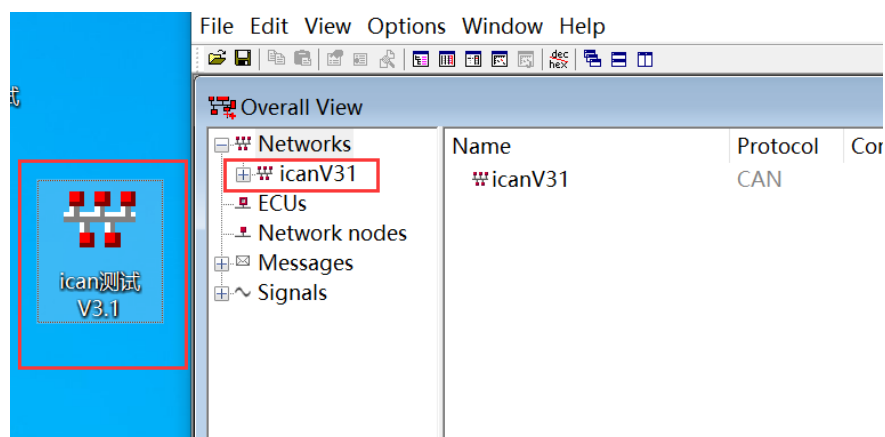 File Edit View Options Window Help
dec
hex
试
Overall View
Networks
icanV31
ECUs
Network nodes
Messages
Signals
Name Protocol
icanV31 CAN
ican测试
V3.1